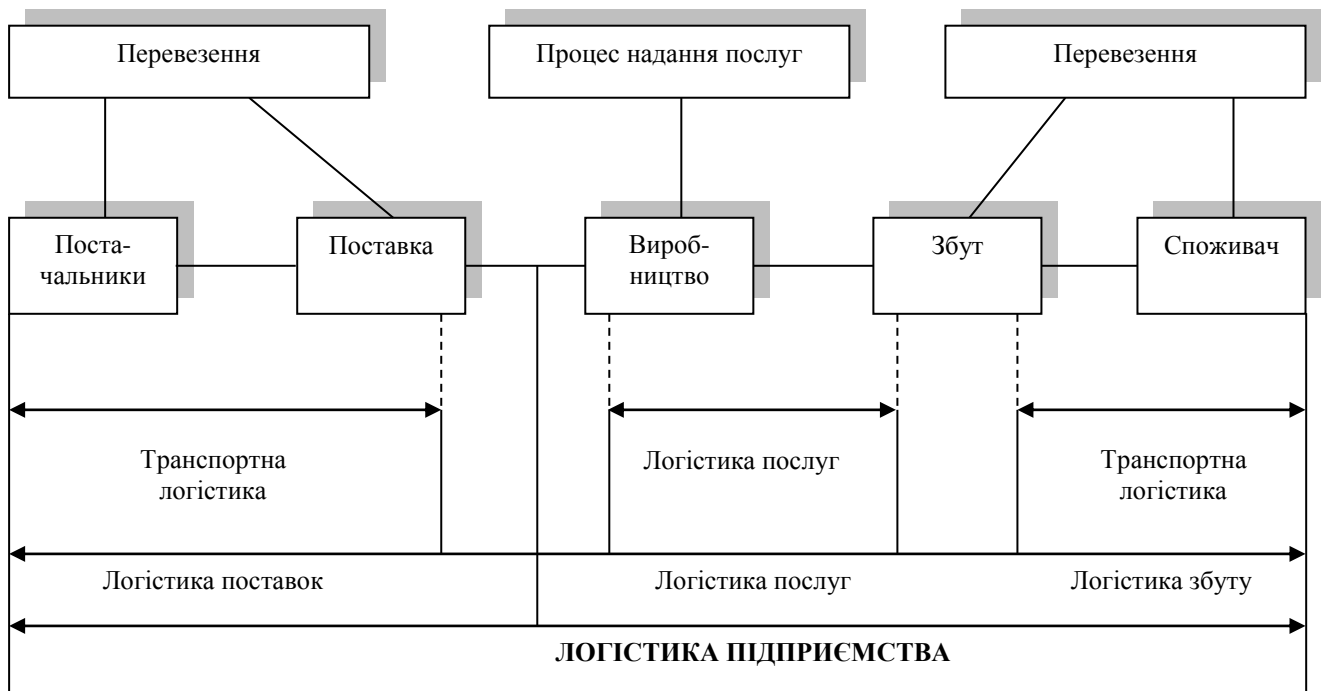 Перевезення
Процес надання послуг
Перевезення
Поста-
чальники
Поставка
Вироб-
ництво
Збут
Споживач
Транспортна
логістика
Логістика послуг
Транспортна
логістика
Логістика поставок
Логістика послуг
Логістика збуту
ЛОГІСТИКА ПІДПРИЄМСТВА